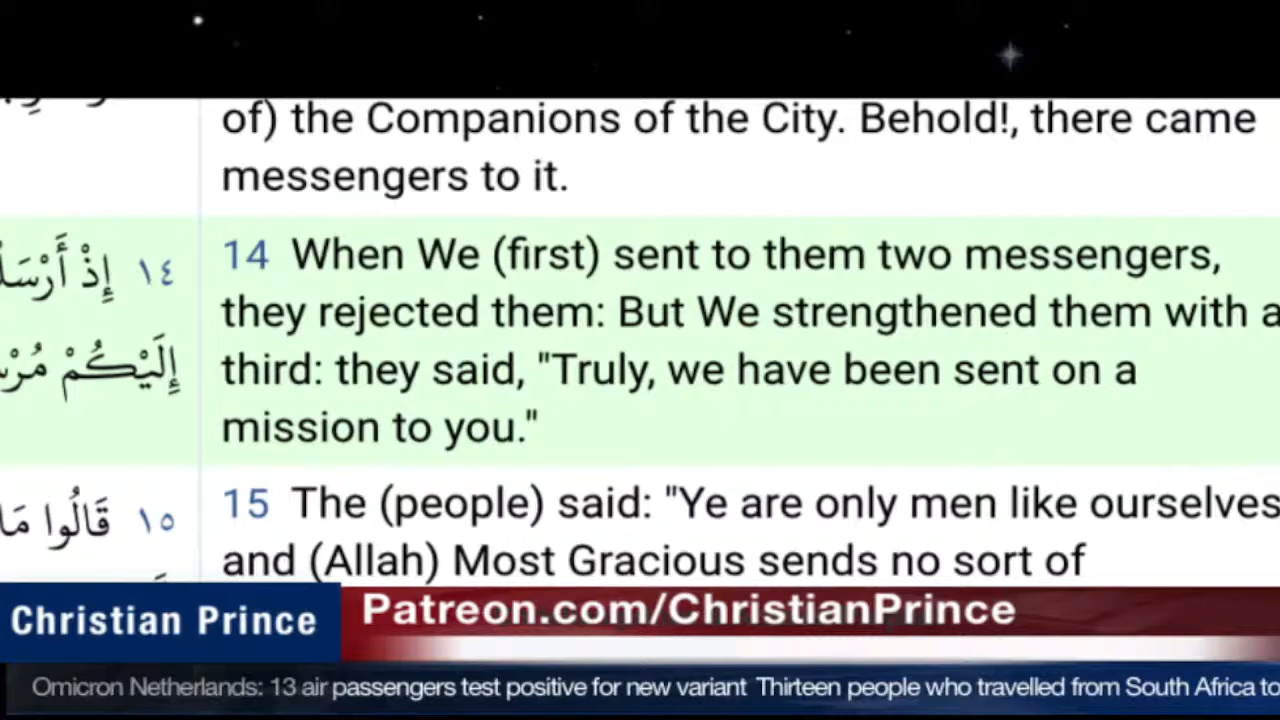 of) the Companions of the City. Behold!, there came
messengers to it.
١٤ إِذْ
14 When We (first) sent to them two messengers,
they rejected them: But We strengthened them with a
إِلَيْكُمْ
third: they said, "Truly, we have been sent on a
mission to you."
١٥ قَالُوا مَا
15 The (people) said: "Ye are only men like ourselves
and (Allah) Most Gracious sends no sort of
Christian Prince
Patreon.com/ChristianPrince
Omicron Netherlands: 13 air passengers test positive for new variant Thirteen people who travelled from South Africa to